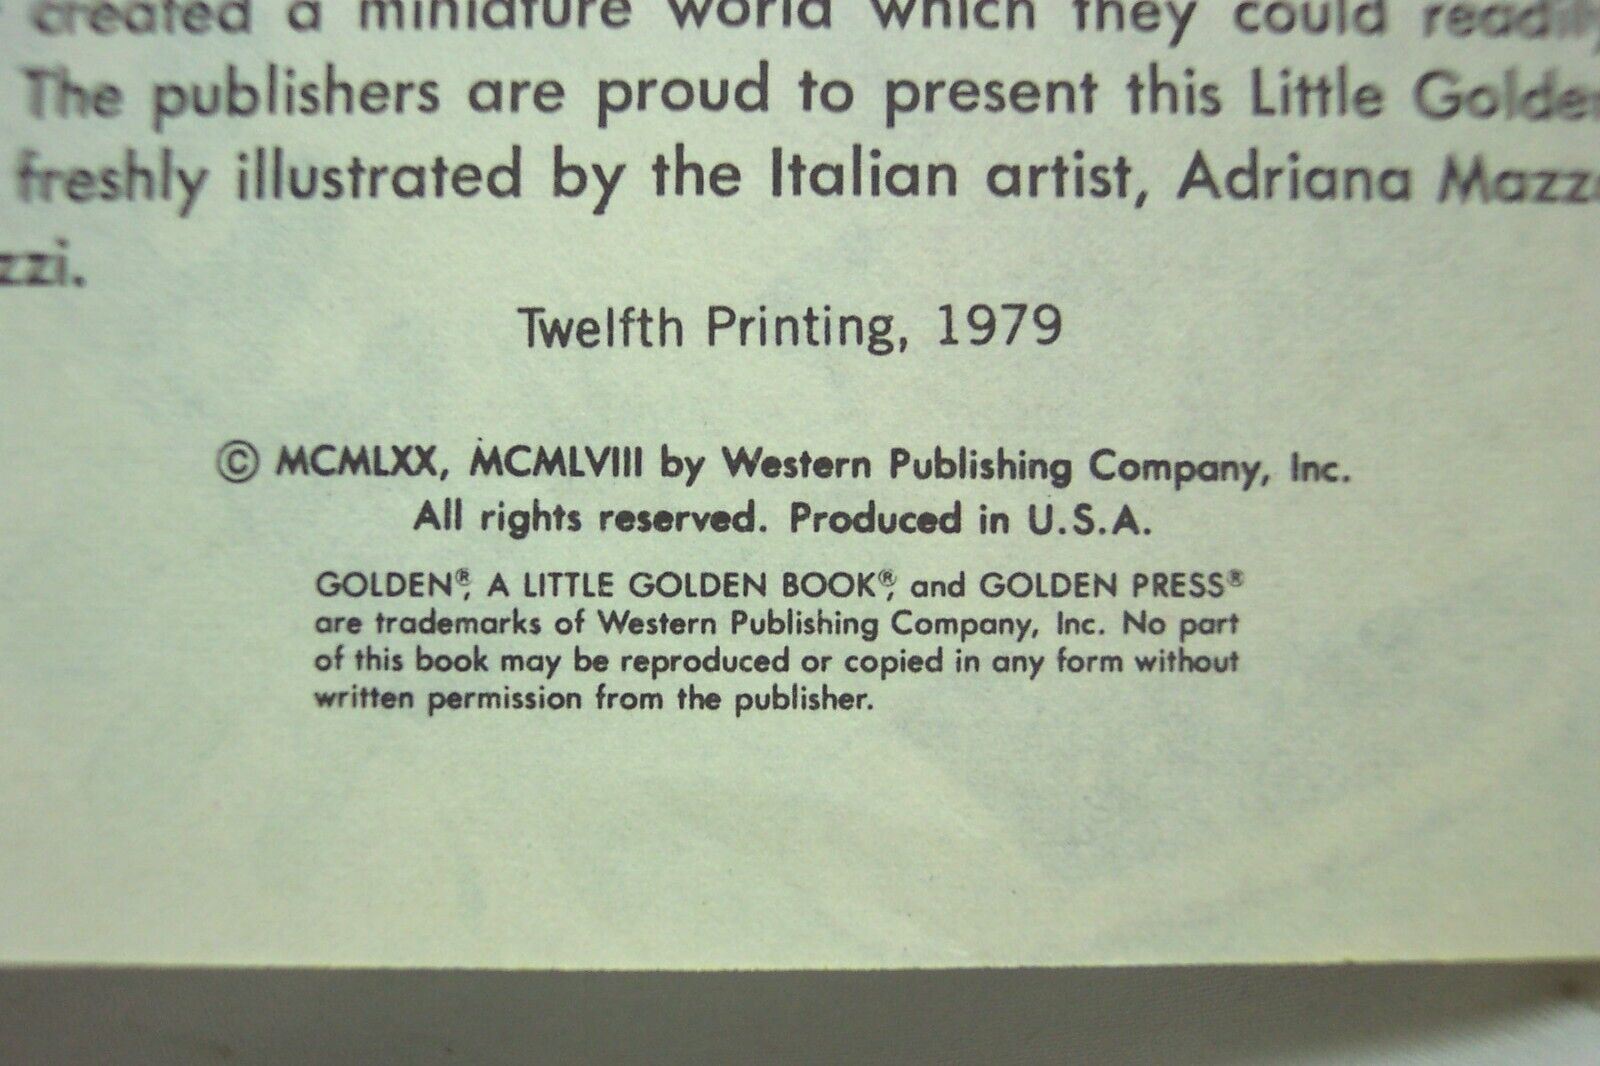 created a miniature world which they could readily
The publishers are proud to present this Little Golden
freshly illustrated by the Italian artist, Adriana Mazz
zzi.
Twelfth Printing, 1979
© MCMLXX, MCMLVIII by Western Publishing Company, Inc.
All rights reserved. Produced in U.S.A.
GOLDEN®, A LITTLE GOLDEN BOOK®, and GOLDEN PRESS®
are trademarks of Western Publishing Company, Inc. No part
of this book may be reproduced or copied in any form without
written permission from the publisher.